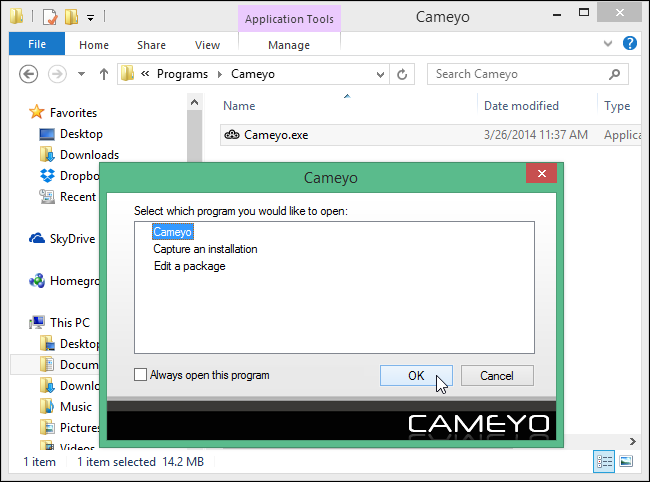 Application Tools
Cameyo
File
Home
Share
View
Manage
« Programs
Cameyo
Search Cameyo
Favorites
Desktop
Downloads
Dropbo
Recent
SkyDrive
Homegro
This PC
Desktop
Docum
Downlo
Music
Pictures
Videos
Name
Date modified
Type
Cameyo.exe
3/26/2014 11:37 AM
Applica
Cameyo
Select which program you would like to open:
Cameyo
Capture an installation
Edit a package
Always open this program
OK
Cancel
CAMEYO
1 item
1 item selected
14.2 MB